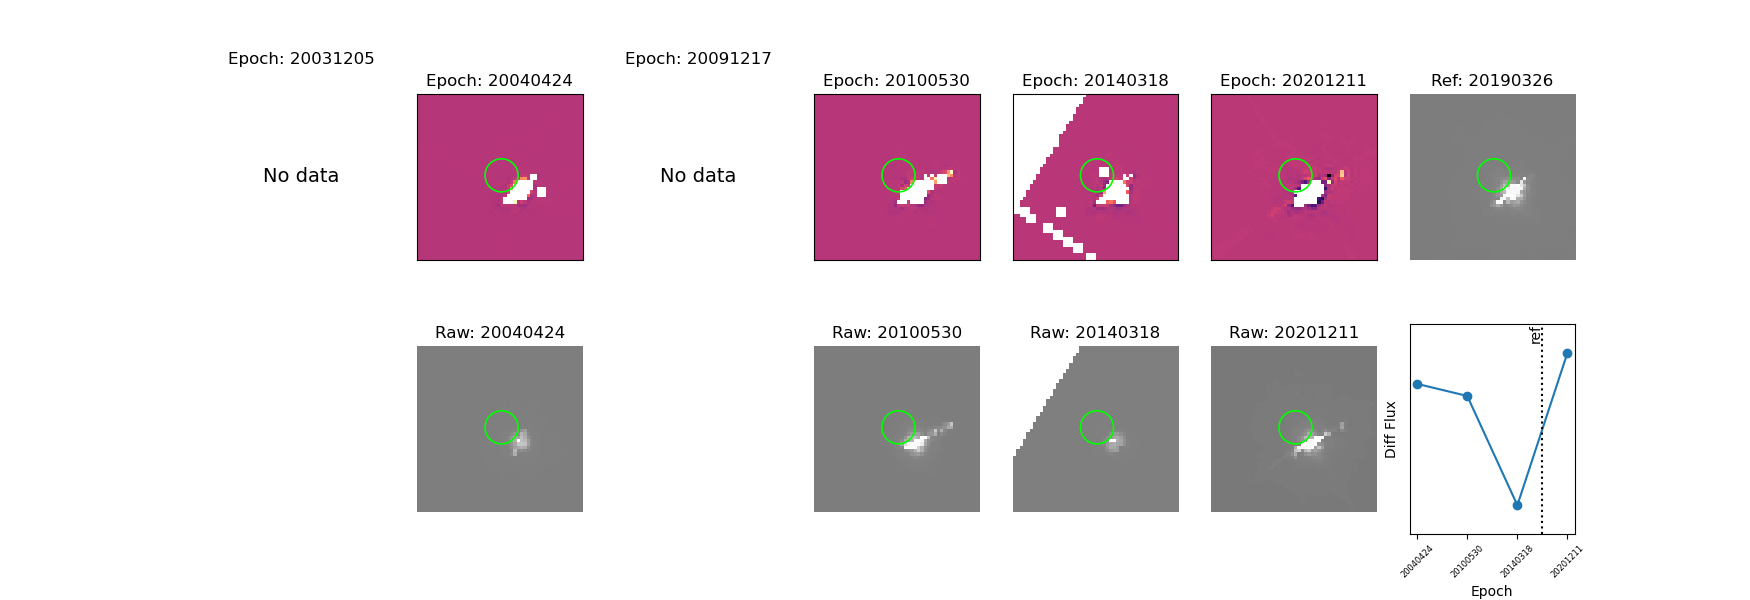 Epoch: 20031205
Epoch: 20091217
Epoch: 20040424
Epoch: 20100530
Epoch: 20140318
Epoch: 20201211
Ref: 20190326
No data
No data
Raw: 20040424
Raw: 20100530
Raw: 20140318
Raw: 20201211
ref
Diff Flux
20040424
20100530
20140318
20201211
Epoch